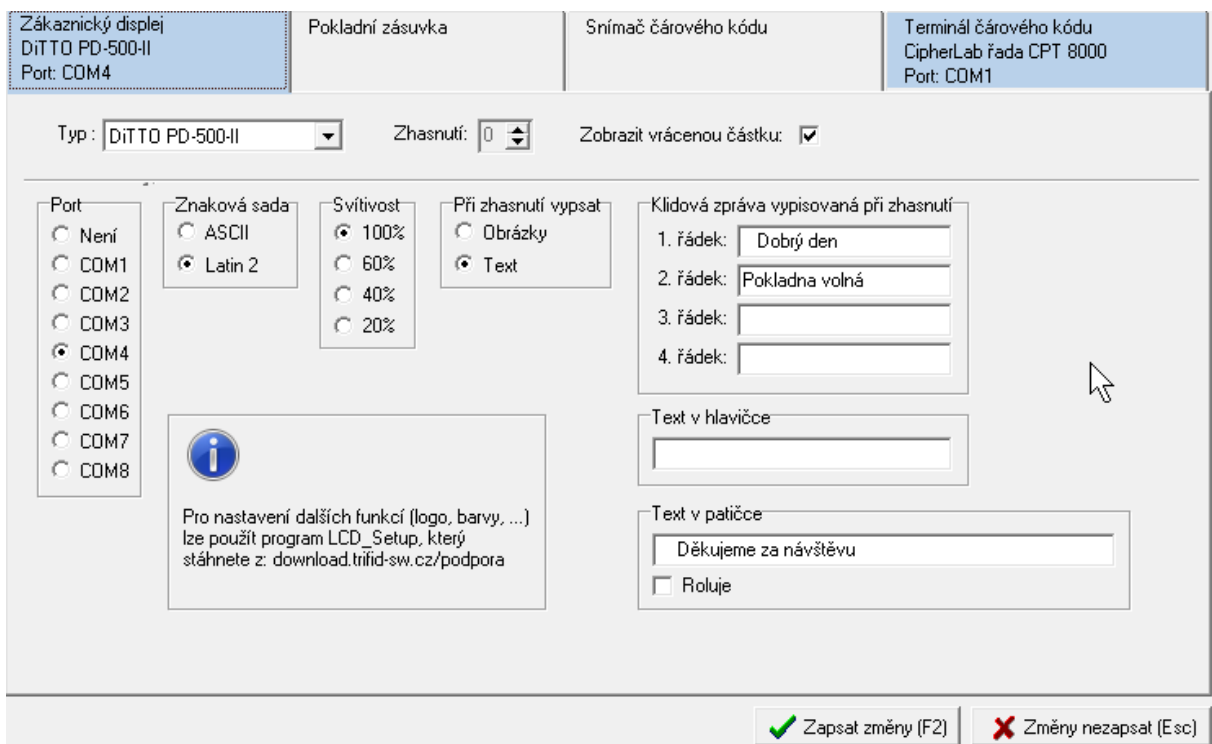 Zákaznický displej
DiTTO PD-500-II
Port: COM4
Pokladní zásuvka
Snímač čárového kódu
Terminál čárového kódu
CipherLab řada CPT 8000
Port: COM1
Typ : DiTTO PD-500-II
Zhasnutí: 0
Zobrazit vrácenou částku:
Port
Není
COM1
COM2
COM3
COM4
COM5
COM6
COM7
COM8
Znaková sada
ASCII
Latin 2
Svítivost
100%
60%
40%
20%
Při zhasnutí vypsat
Obrázky
Text
Klidová zpráva vypisovaná při zhasnutí
1. řádek: Dobrý den
2. řádek: Pokladna volná
3. řádek:
4. řádek:
Text v hlavičce
Pro nastavení dalších funkcí (logo, barvy, ...)
lze použít program LCD_Setup, který
stáhnete z: download.trifid-sw.cz/podpora
Text v patičce
Děkujeme za návštěvu
Roluje
Zapsat změny (F2)
Změny nezapsat (Esc)